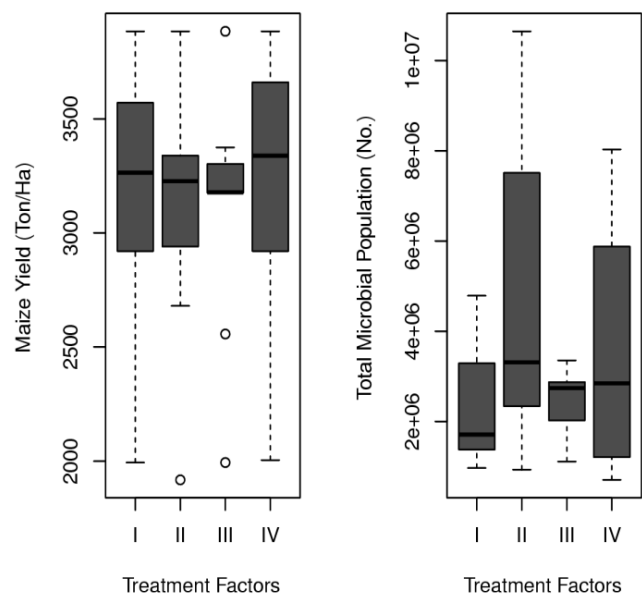 Maize Yield (Ton/Ha)
3500
3000
2500
2000
I II III IV
Treatment Factors
Total Microbial Population (No.)
1e+07
8e+06
6e+06
4e+06
2e+06
I II III IV
Treatment Factors